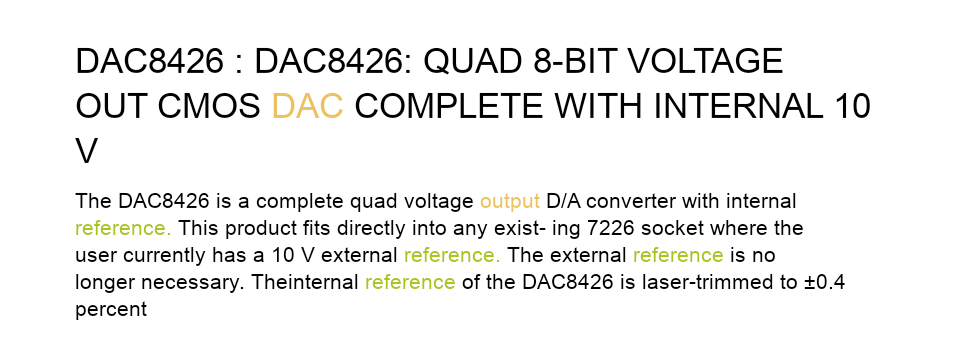 DAC8426 : DAC8426: QUAD 8-BIT VOLTAGE
OUT CMOS DAC COMPLETE WITH INTERNAL 10
V
The DAC8426 is a complete quad voltage output D/A converter with internal
reference. This product fits directly into any exist- ing 7226 socket where the
user currently has a 10 V external reference. The external reference is no
longer necessary. Theinternal reference of the DAC8426 is laser-trimmed to ±0.4
percent